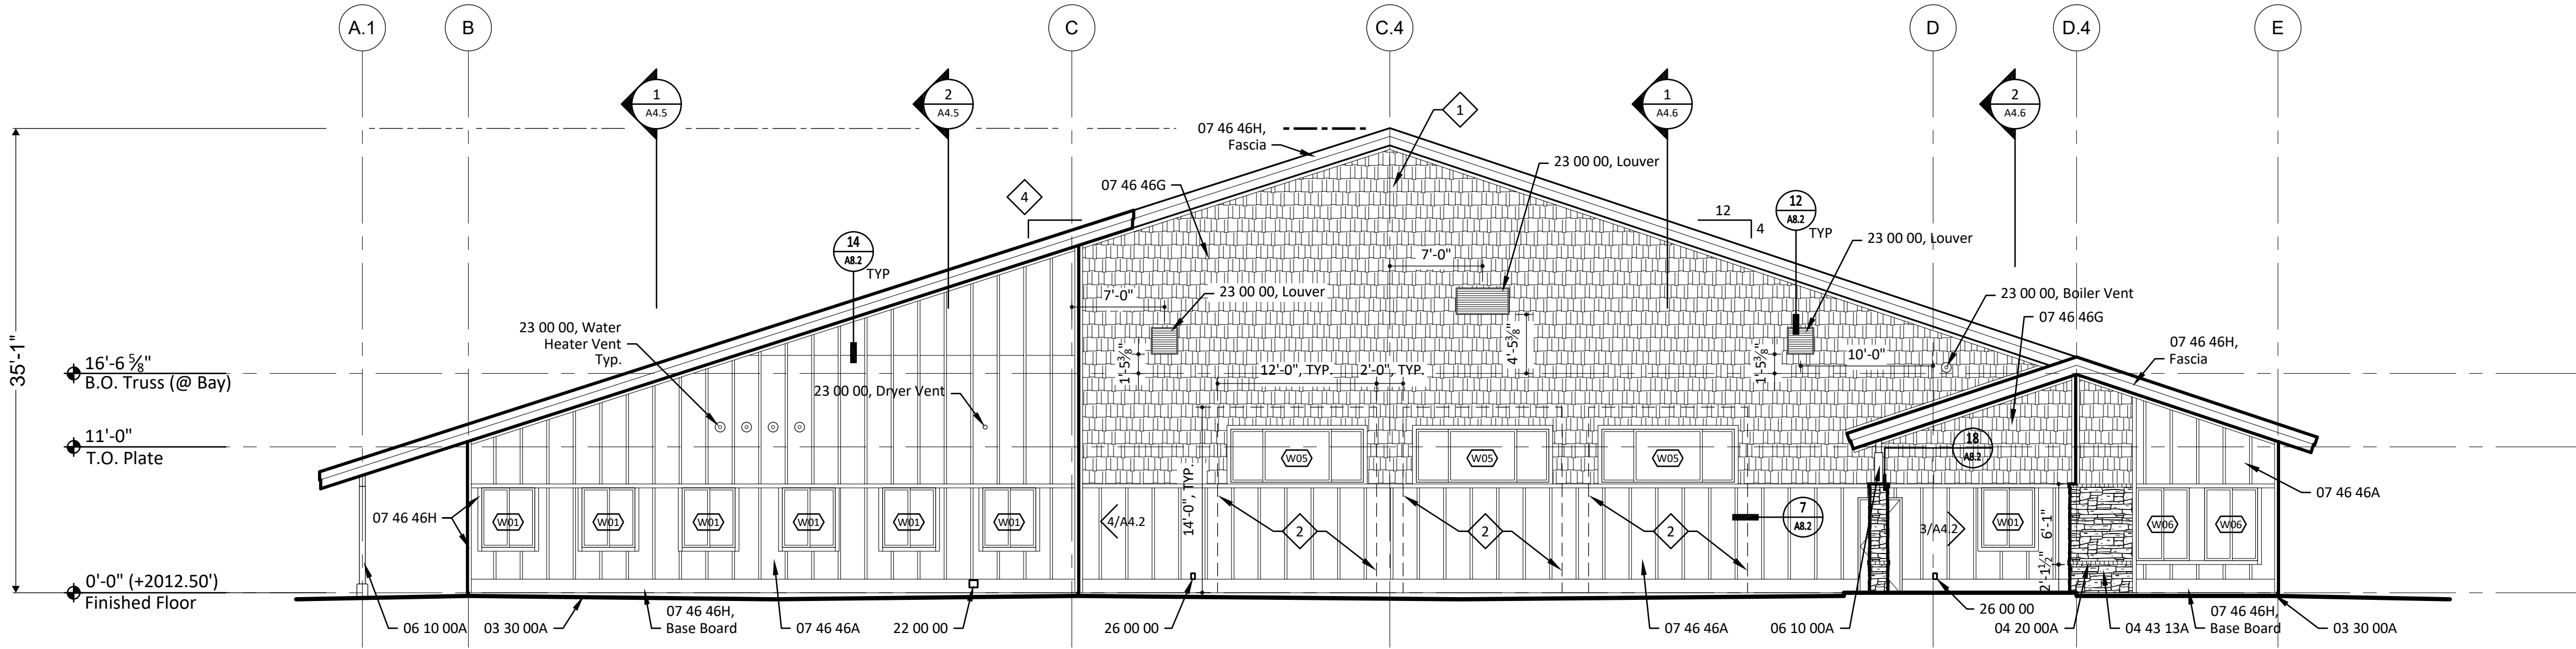 A.1
B
C
C.4
D
D.4
E
1
A4.5
2
A4.5
1
A4.6
2
A4.6
1
07 46 46H,
Fascia
23 00 00, Louver
07 46 46G
4
12
4
12
A8.2
TYP
14
A8.2
TYP
23 00 00, Louver
7'-0"
7'-0"
23 00 00, Louver
23 00 00, Boiler Vent
07 46 46G
23 00 00, Water
Heater Vent
Typ.
35'-1"
4'-5⅜"
1'-5⅜"
1'-5⅜"
10'-0"
07 46 46H,
Fascia
16'-6 ⅝"
B.O. Truss (@ Bay)
12'-0", TYP.
2'-0", TYP.
23 00 00, Dryer Vent
11'-0"
T.O. Plate
18
A8.2
W05
W05
W05
07 46 46A
07 46 46H
W01
W01
W01
W01
W01
W01
4/A4.2
14'-0", TYP.
2
2
2
7
A8.2
3/A4.2
W01
6'-1"
2'-1½"
W06
W06
0'-0" (+2012.50')
Finished Floor
06 10 00A
03 30 00A
07 46 46H,
Base Board
07 46 46A
22 00 00
26 00 00
07 46 46A
06 10 00A
26 00 00
04 20 00A
04 43 13A
07 46 46H,
Base Board
03 30 00A